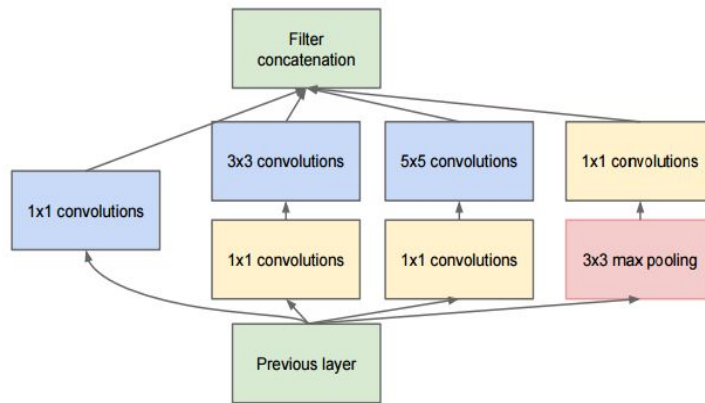 Filter
concatenation
3x3 convolutions
5x5 convolutions
1x1 convolutions
1x1 convolutions
1x1 convolutions
1x1 convolutions
3x3 max pooling
Previous layer